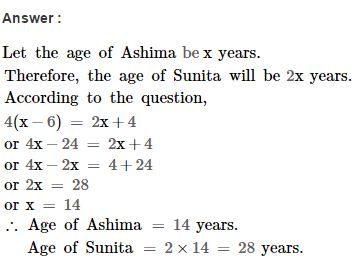 Answer :
Let the age of Ashima be x years.
Therefore, the age of Sunita will be 2x years.
According to the question,
4(x − 6) = 2x + 4
or 4x − 24 = 2x + 4
or 4x − 2x = 4 + 24
or 2x = 28
or x = 14
∴ Age of Ashima = 14 years.
Age of Sunita = 2 × 14 = 28 years.